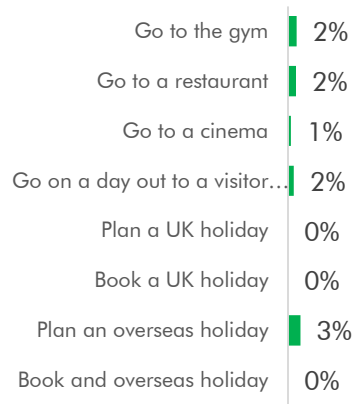 Go to the gym 2%
Go to a restaurant 2%
Go to a cinema 1%
Go on a day out to a visitor… 2%
Plan a UK holiday 0%
Book a UK holiday 0%
Plan an overseas holiday 3%
Book and overseas holiday 0%